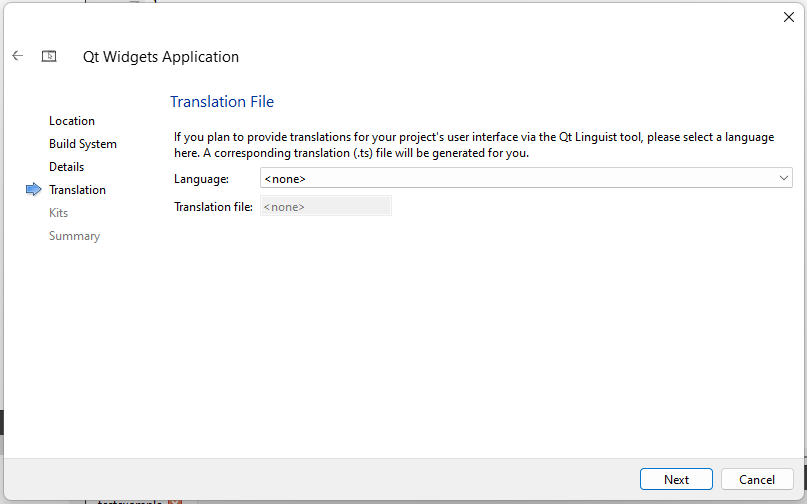 Qt Widgets Application
Location
Build System
Details
Translation
Kits
Summary
Translation File
If you plan to provide translations for your project's user interface via the Qt Linguist tool, please select a language
here. A corresponding translation (.ts) file will be generated for you.
Language: <none>
Translation file: <none>
Next Cancel